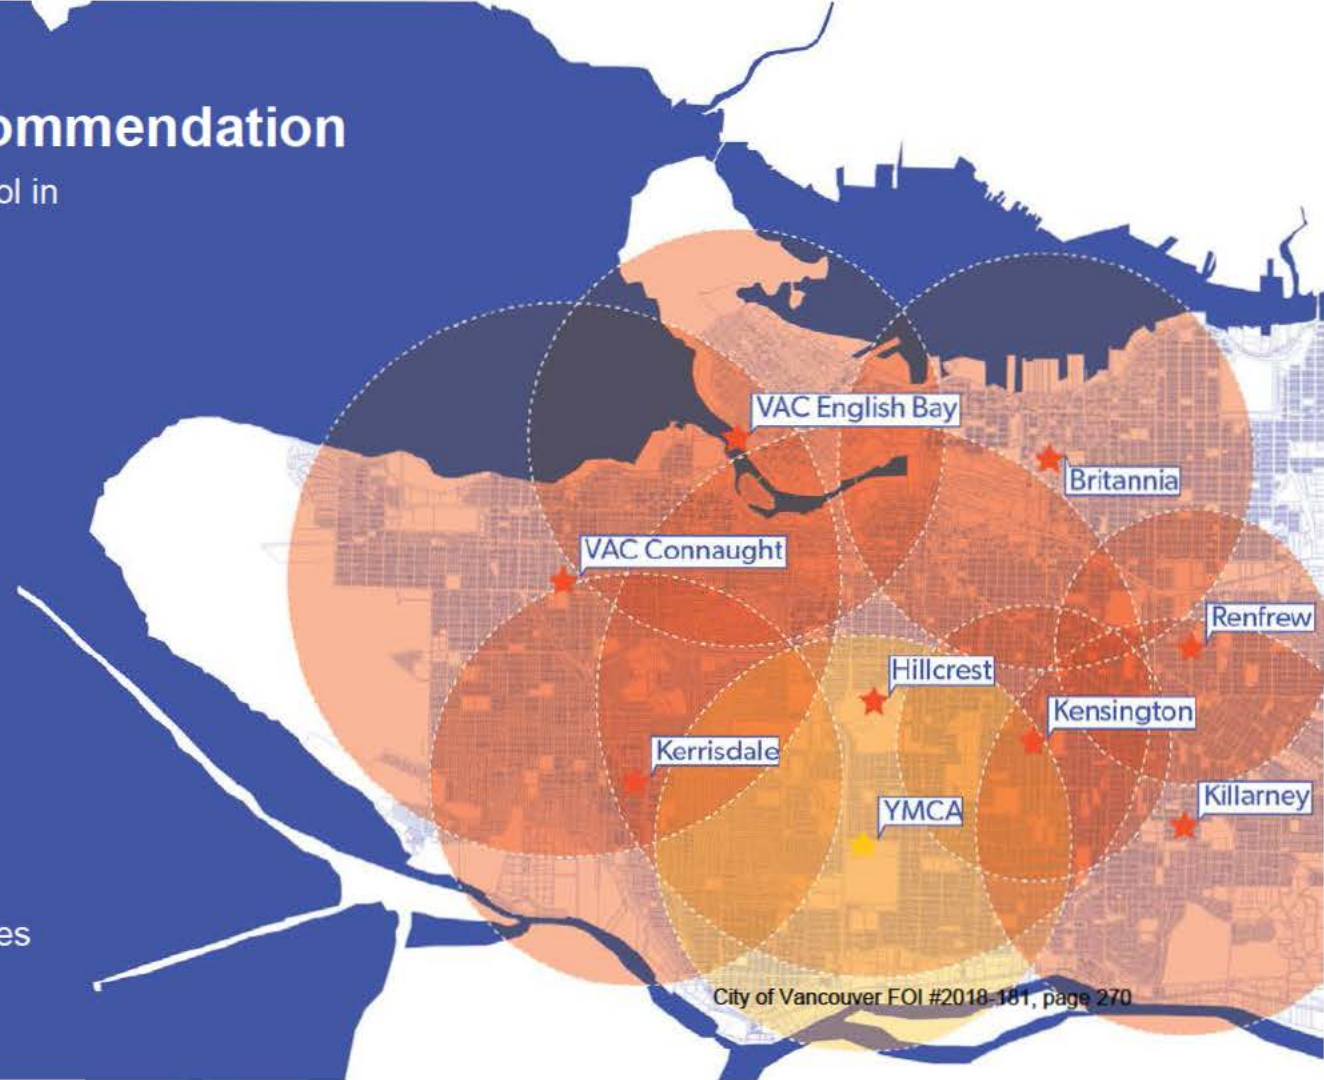 ommendation
ol in
VAC English Bay
Britannia
VAC Connaught
Renfrew
Hillcrest
Kensington
Kerrisdale
Killarney
YMCA
es
City of Vancouver FOI #2018-181, page 270